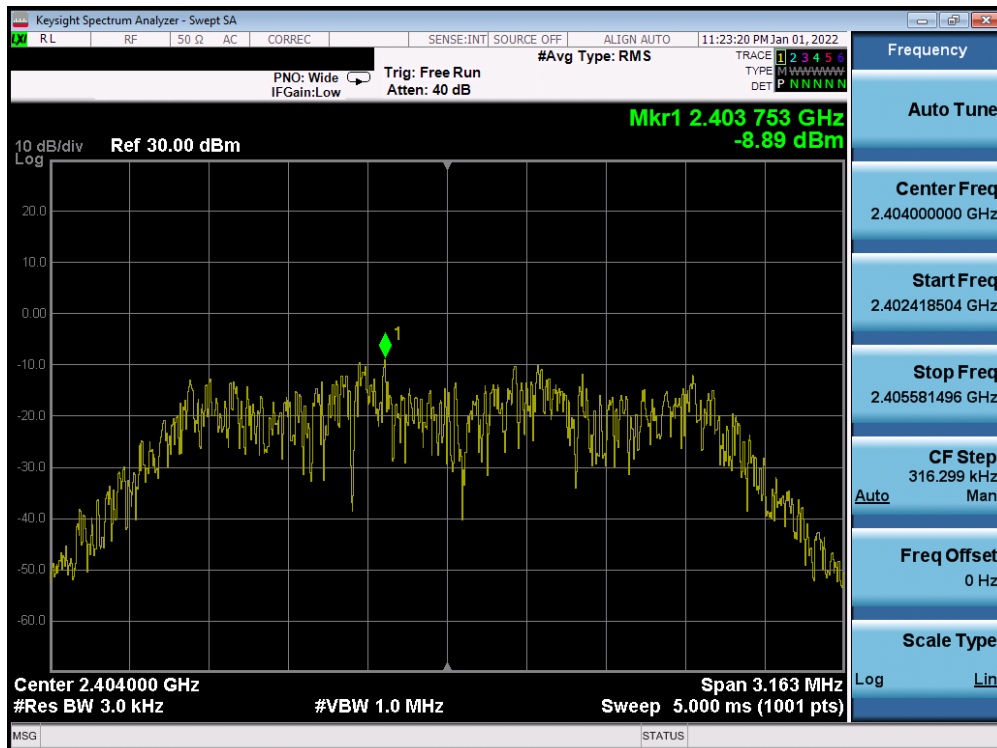 Keysight Spectrum Analyzer - Swept SA
LXI RL RF 50 Ω AC CORREC SENSE:INT SOURCE OFF ALIGN AUTO 11:23:20 PM Jan 01, 2022
#Avg Type: RMS
TRACE 1 2 3 4 5 6
PNO: Wide Trig: Free Run
TYPE M W W W W W
IFGain:Low Atten: 40 dB
DET P N N N N N
Mkr1 2.403 753 GHz
-8.89 dBm
10 dB/div Ref 30.00 dBm
Log
1
20.0
10.0
0.00
-10.0
-20.0
-30.0
-40.0
-50.0
-60.0
Center 2.404000 GHz Span 3.163 MHz
#Res BW 3.0 kHz #VBW 1.0 MHz Sweep 5.000 ms (1001 pts)
MSG STATUS
Frequency
Auto Tune
Center Freq
2.404000000 GHz
Start Freq
2.402418504 GHz
Stop Freq
2.405581496 GHz
CF Step
316.299 kHz
Auto Man
Freq Offset
0 Hz
Scale Type
Log Lin